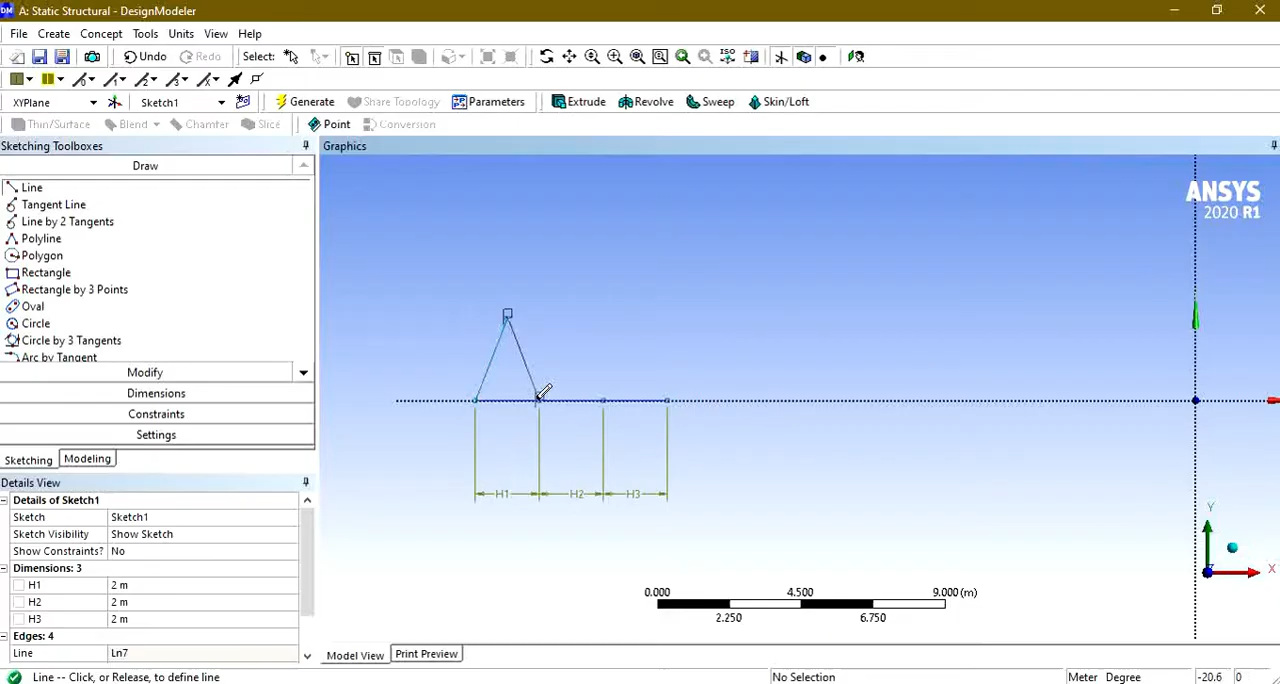 DM A: Static Structural - DesignModeler
File Create Concept Tools Units View Help
Undo Redo Select: ISO
XYPlane Sketch1 Generate Share Topology Parameters Extrude Revolve Sweep Skin/Loft
Thin/Surface Blend Chamfer Slice Point Conversion
Sketching Toolboxes
Draw
Line
Tangent Line
Line by 2 Tangents
Polyline
Polygon
Rectangle
Rectangle by 3 Points
Oval
Circle
Circle by 3 Tangents
Arc by Tangent
Modify
Dimensions
Constraints
Settings
Sketching Modeling
Details View
Details of Sketch1
Sketch Sketch1
Sketch Visibility Show Sketch
Show Constraints? No
Dimensions: 3
H1 2 m
H2 2 m
H3 2 m
Edges: 4
Line Ln7
Graphics
ANSYS
2020 R1
H1 H2 H3
Y
X
0.000 4.500 9.000 (m)
2.250 6.750
Model View Print Preview
Line -- Click, or Release, to define line No Selection Meter Degree -20.6 0